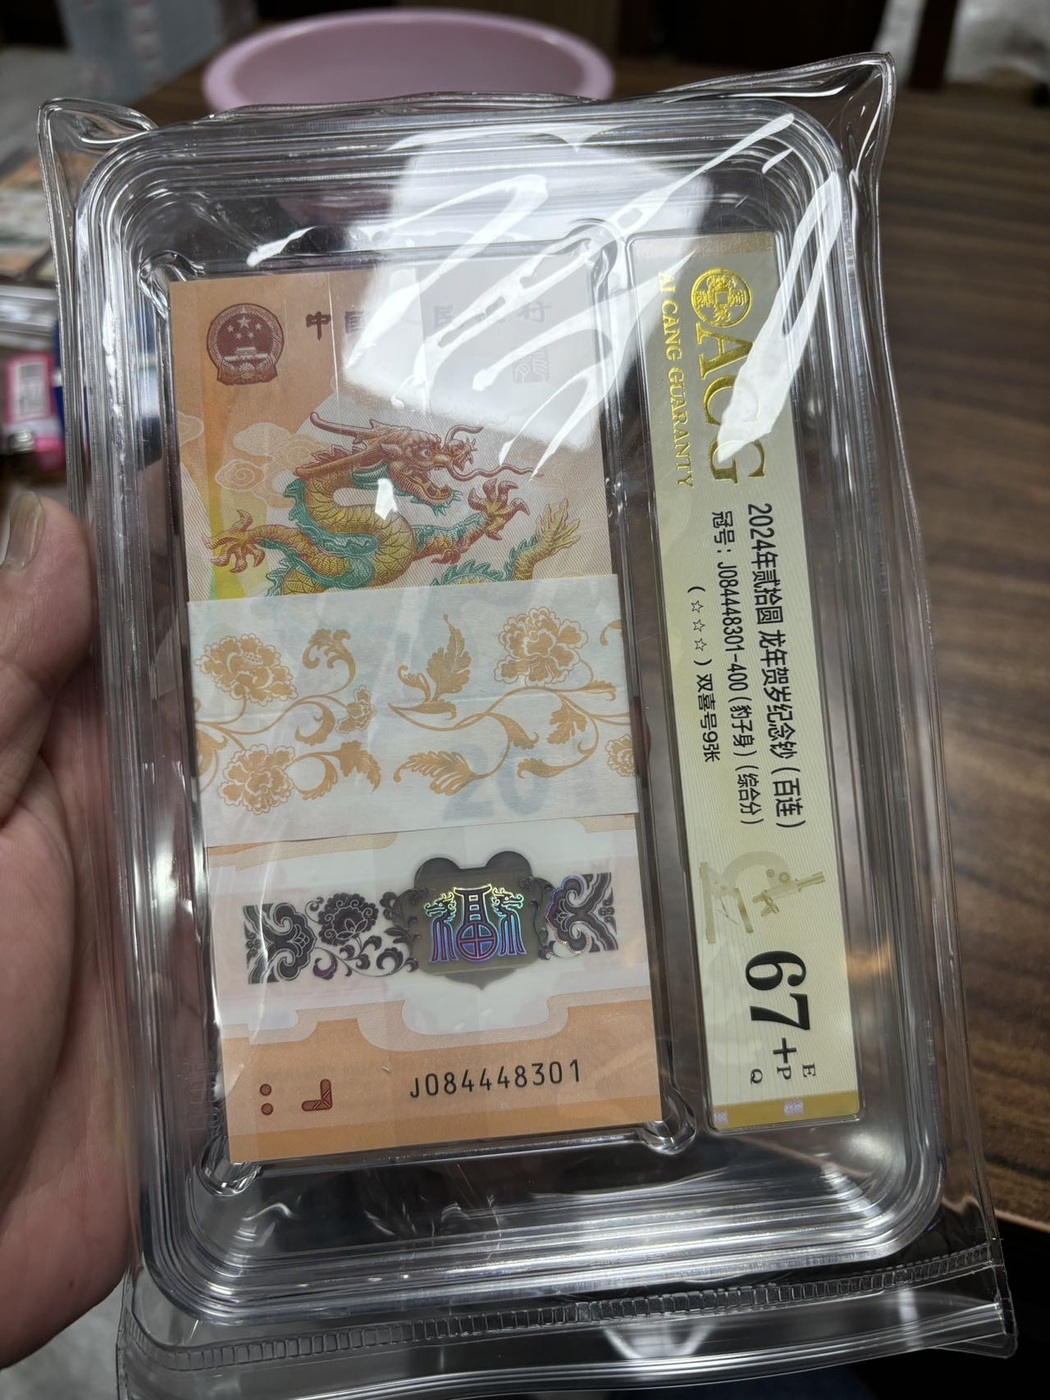 中
J084448301
ACG
AI CANG GUARANTY
2024年贰拾圆 龙年贺岁纪念钞（百连）
冠号：J084448301-400（豹子身）（综合分）
（☆☆☆）双喜号9张
67+
E
P
Q
20